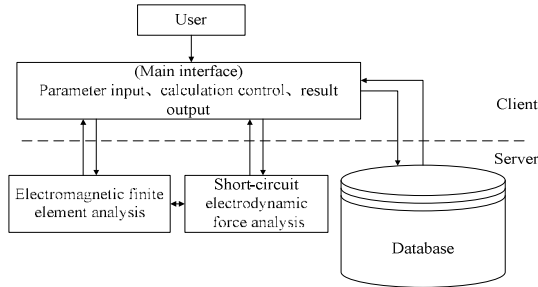 User
(Main interface)
Parameter input、calculation control、result
output
Client
Server
Electromagnetic finite
element analysis
Short-circuit
electrodynamic
force analysis
Database